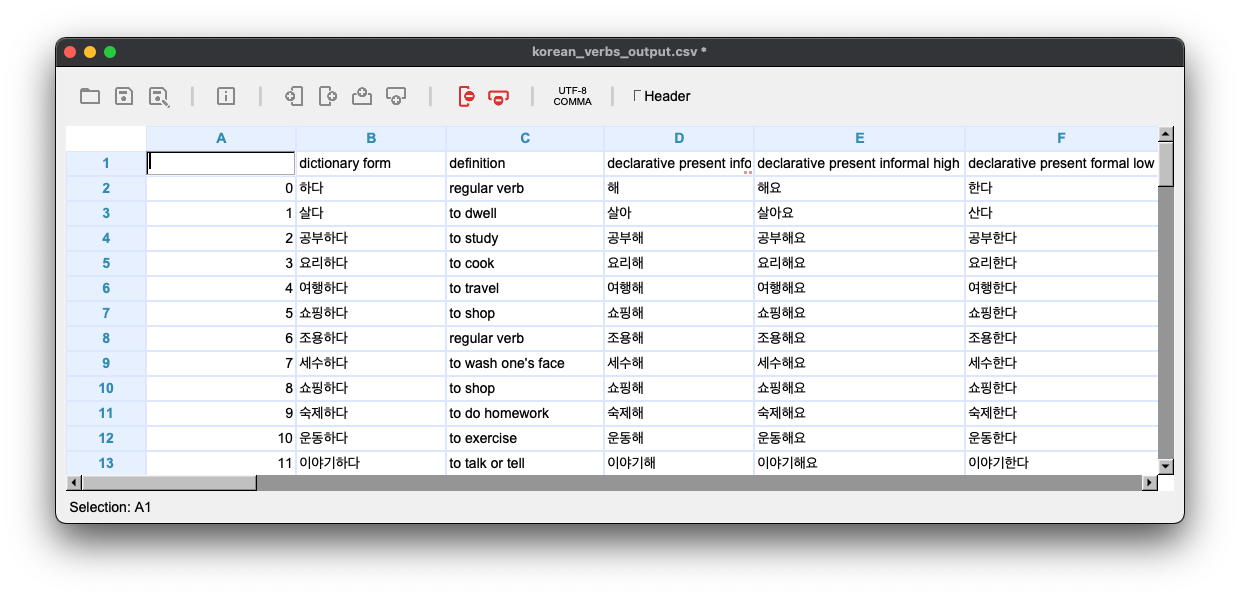 korean_verbs_output.csv *
UTF-8
COMMA
Header
A B C D E F
1 dictionary form definition declarative present info declarative present informal high declarative present formal low
2 0 하다 regular verb 해 해요 한다
3 1 살다 to dwell 살아 살아요 산다
4 2 공부하다 to study 공부해 공부해요 공부한다
5 3 요리하다 to cook 요리해 요리해요 요리한다
6 4 여행하다 to travel 여행해 여행해요 여행한다
7 5 쇼핑하다 to shop 쇼핑해 쇼핑해요 쇼핑한다
8 6 조용하다 regular verb 조용해 조용해요 조용한다
9 7 세수하다 to wash one's face 세수해 세수해요 세수한다
10 8 쇼핑하다 to shop 쇼핑해 쇼핑해요 쇼핑한다
11 9 숙제하다 to do homework 숙제해 숙제해요 숙제한다
12 10 운동하다 to exercise 운동해 운동해요 운동한다
13 11 이야기하다 to talk or tell 이야기해 이야기해요 이야기한다
Selection: A1